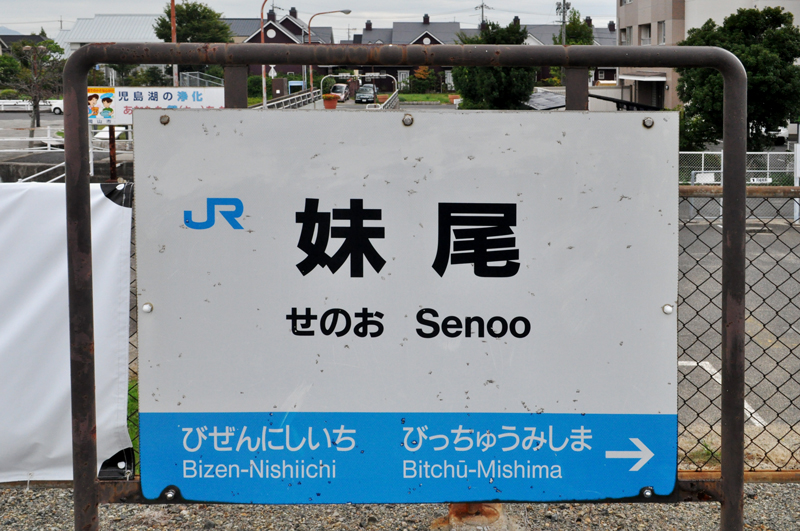 児島湖の浄化
JR
妹尾
せのお Senoo
びぜんにしいち びっちゅうみしま →
Bizen-Nishiichi Bitchū-Mishima